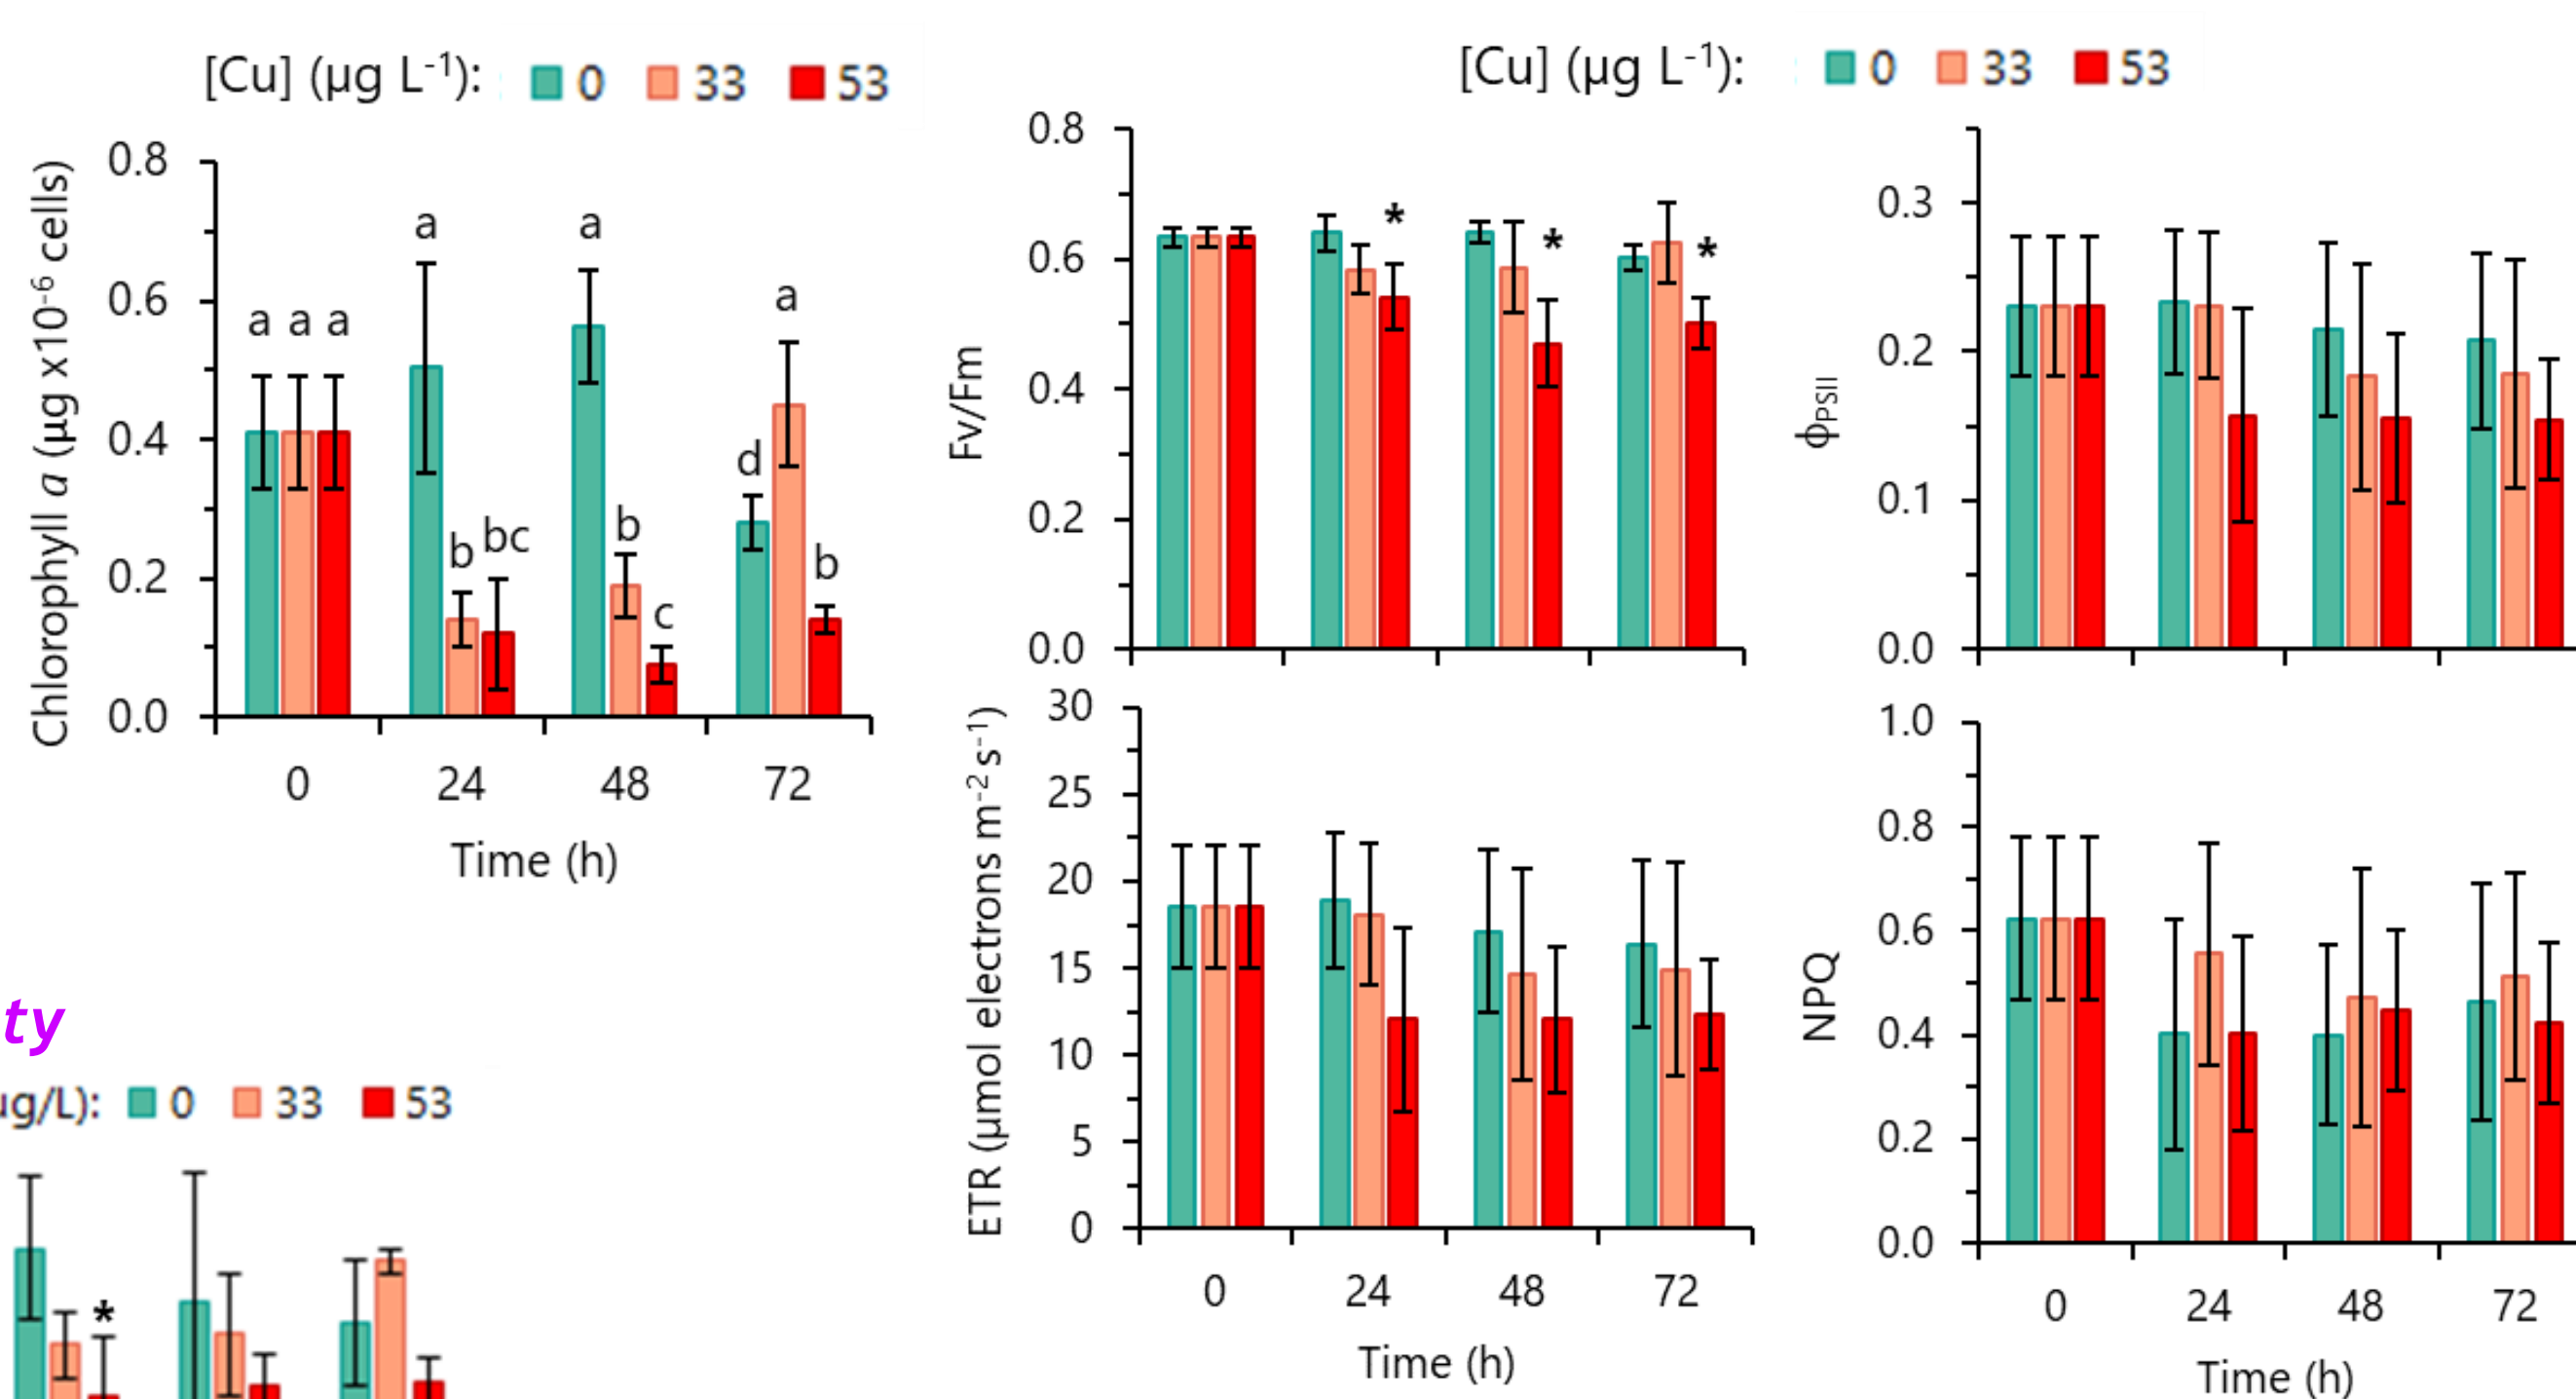 [Cu] (µg L⁻¹): 0 33 53
Chlorophyll a (µg x10⁻⁶ cells)
0.8
0.6
0.4
0.2
0.0
a a a
a
b bc
a
b
c
d
a
b
0 24 48 72
Time (h)
ty
µg/L): 0 33 53
*
[Cu] (µg L⁻¹): 0 33 53
Fv/Fm
0.8
0.6
0.4
0.2
0.0
*
*
*
ϕPSII
0.3
0.2
0.1
0.0
ETR (µmol electrons m⁻² s⁻¹)
30
25
20
15
10
5
0
0 24 48 72
Time (h)
NPQ
1.0
0.8
0.6
0.4
0.2
0.0
0 24 48 72
Time (h)